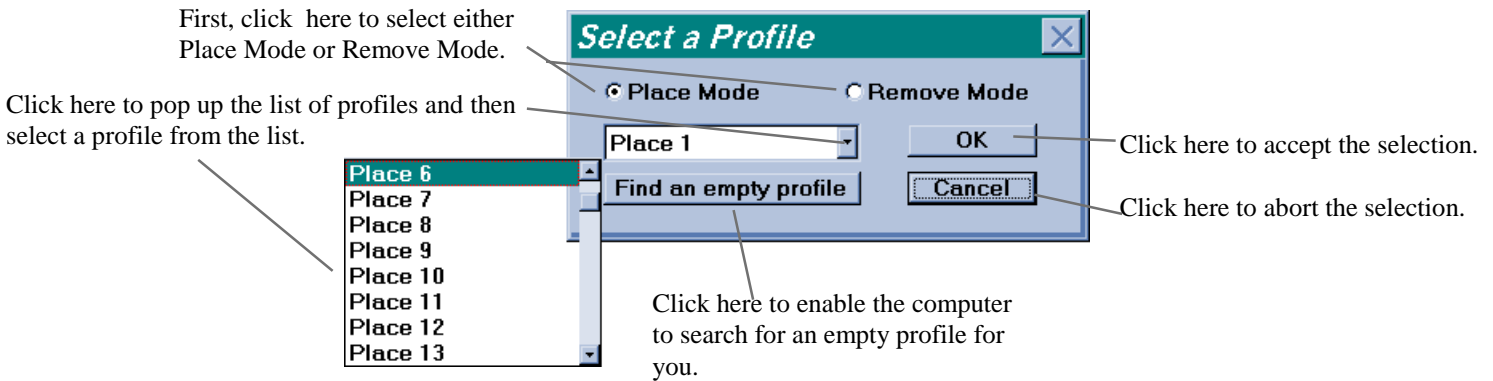 First, click  here to select either
Place Mode or Remove Mode.
Click here to pop up the list of profiles and then
select a profile from the list.
Select a Profile
Place Mode
Remove Mode
Place 1
OK
Find an empty profile
Cancel
Place 6
Place 7
Place 8
Place 9
Place 10
Place 11
Place 12
Place 13
Click here to accept the selection.
Click here to abort the selection.
Click here to enable the computer
to search for an empty profile for
you.